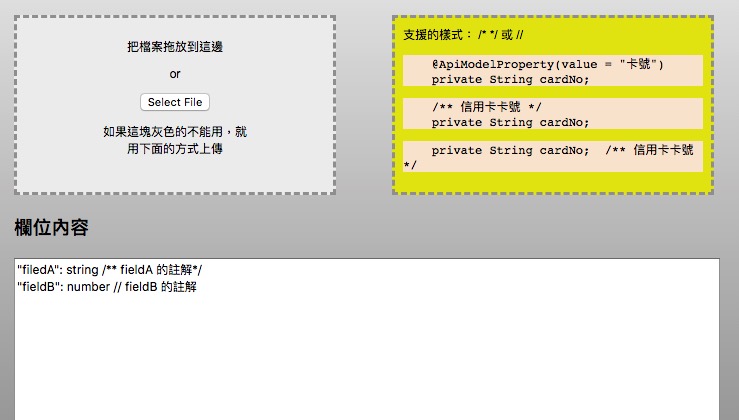 把檔案拖放到這邊
or
Select File
如果這塊灰色的不能用，就
用下面的方式上傳
支援的樣式： /* */ 或 //
@ApiModelProperty(value = "卡號")
private String cardNo;
/** 信用卡卡號 */
private String cardNo;
private String cardNo;  /** 信用卡卡號
*/
欄位內容
"filedA": string /** fieldA 的註解*/
"fieldB": number // fieldB 的註解